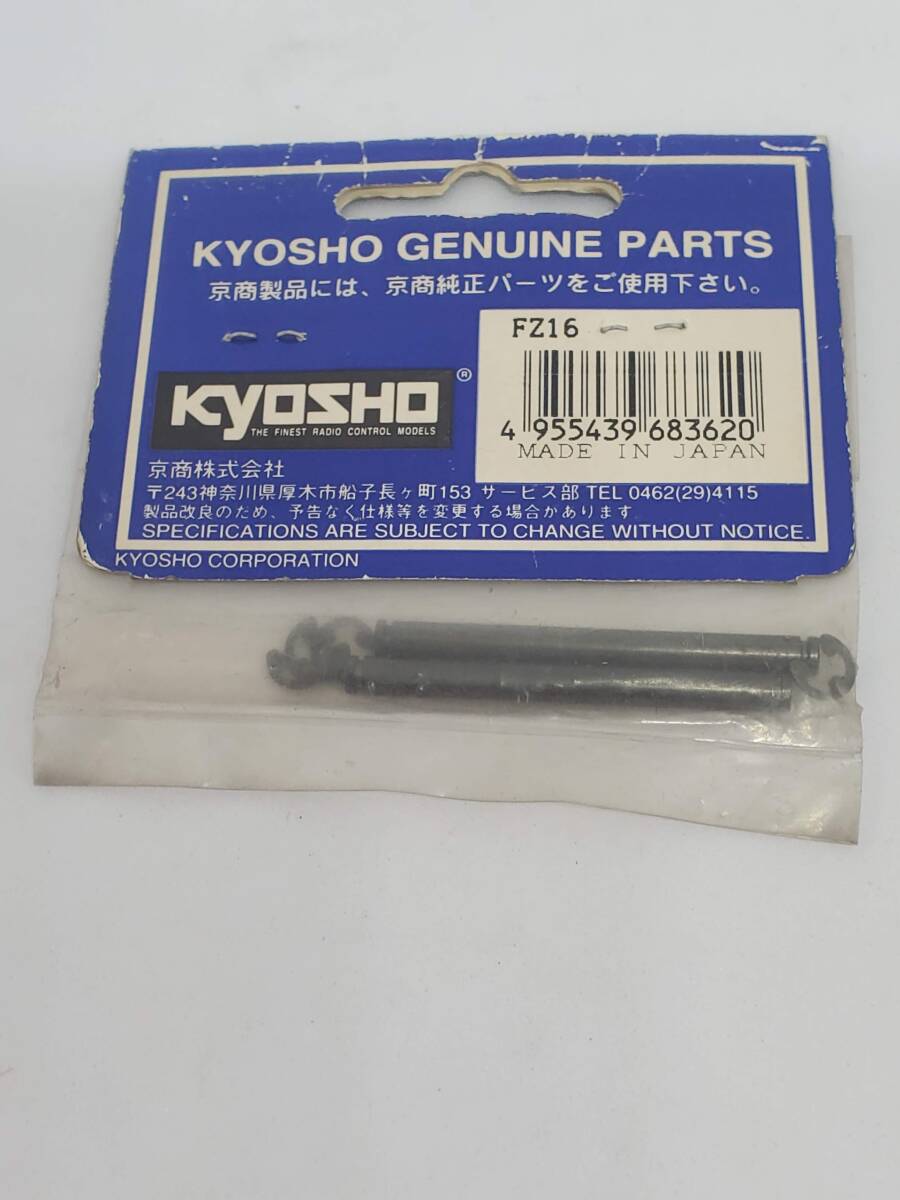 KYOSHO GENUINE PARTS
京商製品には、京商純正パーツをご使用下さい。
FZ16
KYOSHO ®
THE FINEST RADIO CONTROL MODELS
4 955439 683620
MADE IN JAPAN
京商株式会社
〒243神奈川県厚木市船子長ヶ町153 サービス部 TEL 0462(29)4115
製品改良のため、予告なく仕様等を変更する場合があります
SPECIFICATIONS ARE SUBJECT TO CHANGE WITHOUT NOTICE.
KYOSHO CORPORATION